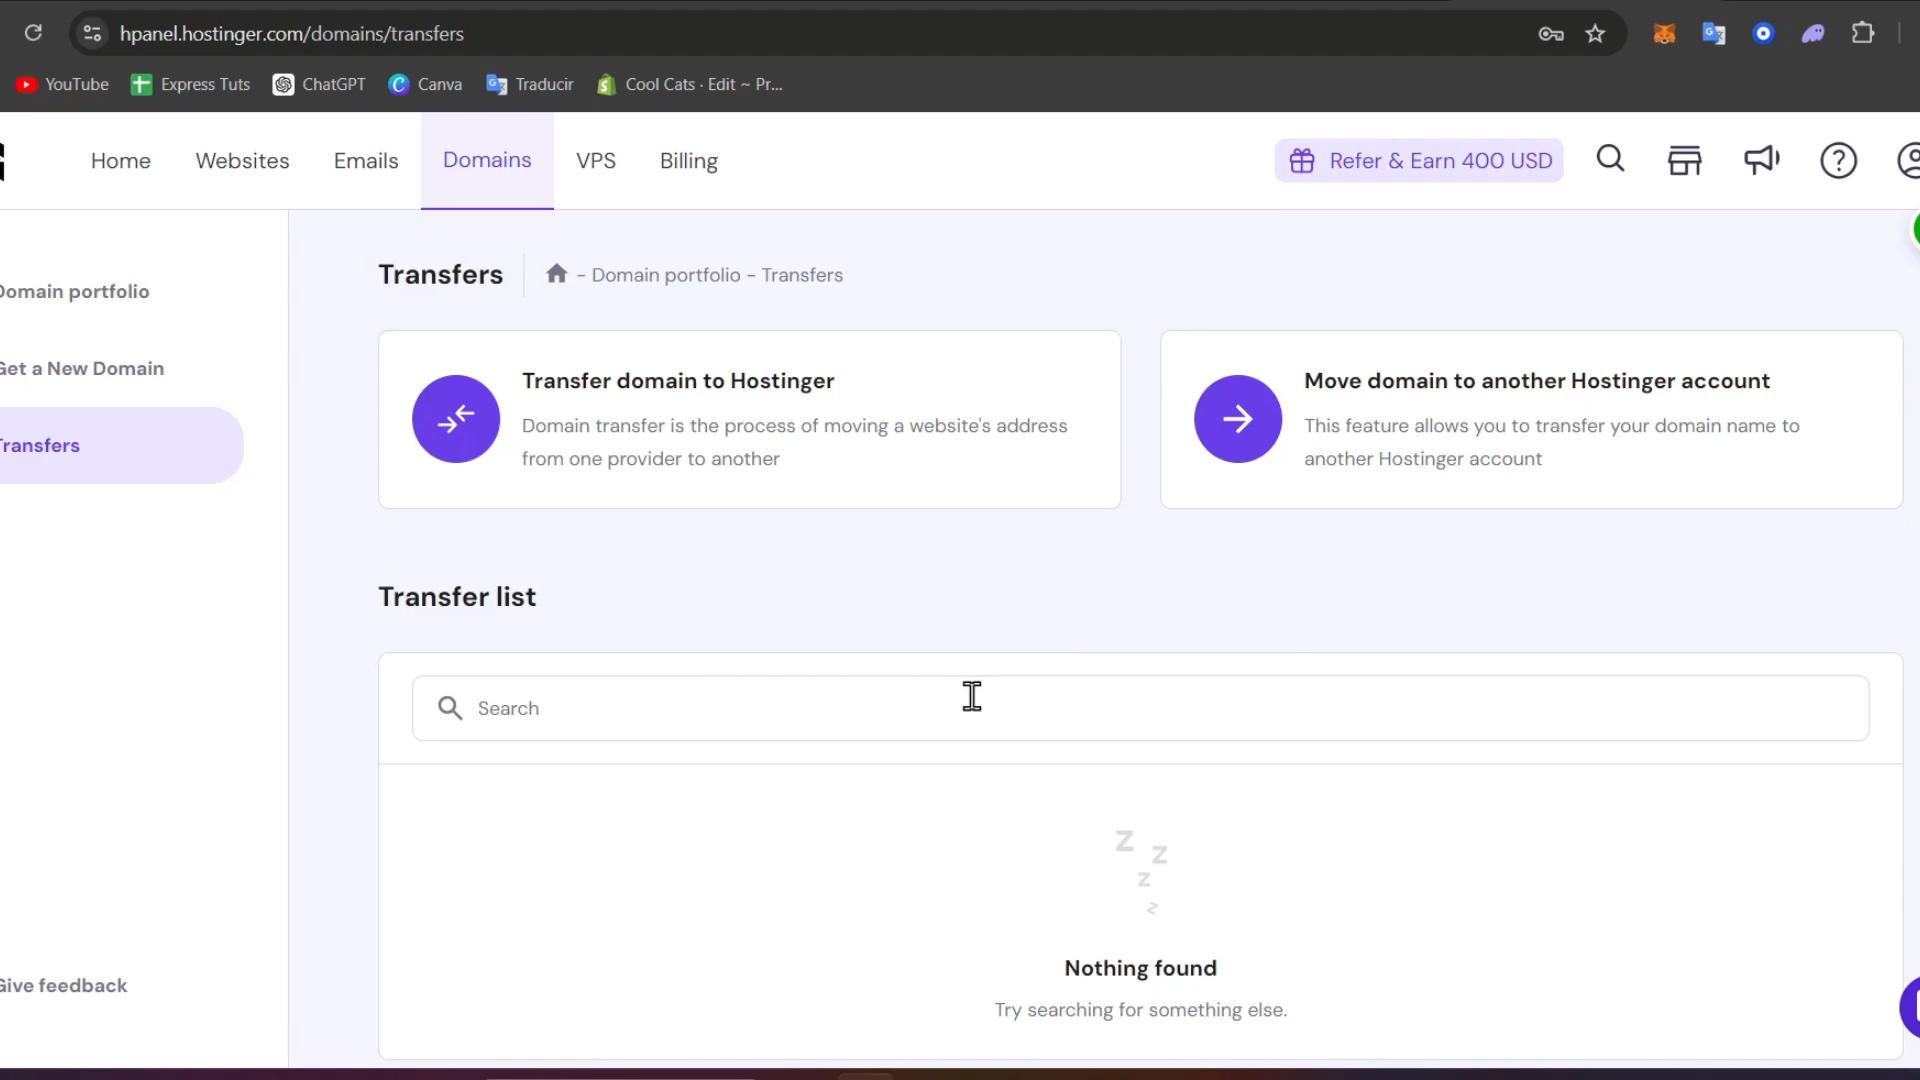 hpanel.hostinger.com/domains/transfers
YouTube
Express Tuts
ChatGPT
Canva
Traducir
Cool Cats · Edit ~ Pr...
Home
Websites
Emails
Domains
VPS
Billing
Refer & Earn 400 USD
Domain portfolio
Get a New Domain
Transfers
Give feedback
Transfers
- Domain portfolio - Transfers
Transfer domain to Hostinger
Domain transfer is the process of moving a website's address
from one provider to another
Move domain to another Hostinger account
This feature allows you to transfer your domain name to
another Hostinger account
Transfer list
Search
z z
z
z
Nothing found
Try searching for something else.